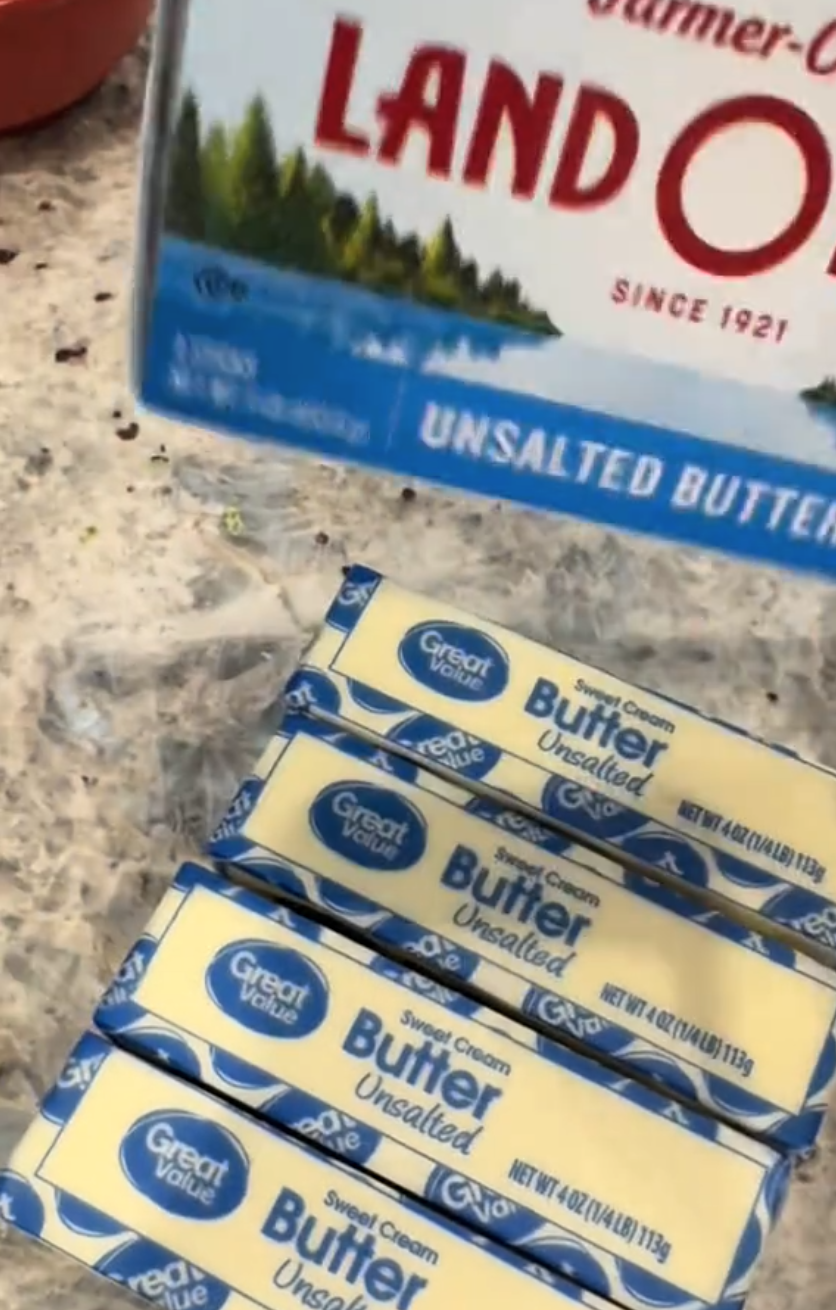 Farmer-O
LAND O
SINCE 1921
UNSALTED BUTTER
Great
Value
Sweet Cream
Butter
Unsalted
NET WT 4 OZ (1/4 LB) 113g
Great
Value
Sweet Cream
Butter
Unsalted
NET WT 4 OZ (1/4 LB) 113g
Great
Value
Sweet Cream
Butter
Unsalted
NET WT 4 OZ (1/4 LB) 113g
Great
Value
Sweet Cream
Butter
Unsal